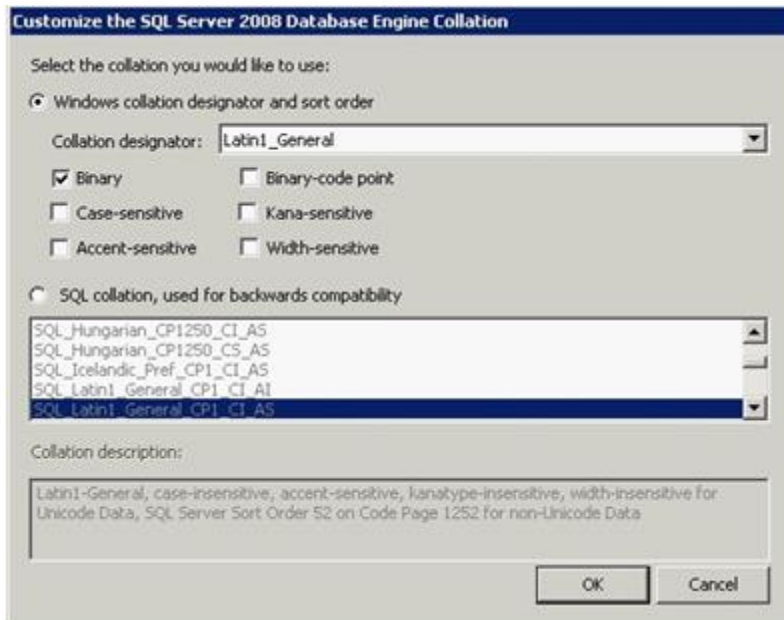 Customize the SQL Server 2008 Database Engine Collation
Select the collation you would like to use:
Windows collation designator and sort order
Collation designator: Latin1_General
Binary Binary-code point
Case-sensitive Kana-sensitive
Accent-sensitive Width-sensitive
SQL collation, used for backwards compatibility
SQL_Hungarian_CP1250_CI_AS
SQL_Hungarian_CP1250_CS_AS
SQL_Icelandic_Pref_CP1_CI_AS
SQL_Latin1_General_CP1_CI_AI
SQL_Latin1_General_CP1_CI_AS
Collation description:
Latin1-General, case-insensitive, accent-sensitive, kanatype-insensitive, width-insensitive for
Unicode Data, SQL Server Sort Order 52 on Code Page 1252 for non-Unicode Data
OK Cancel